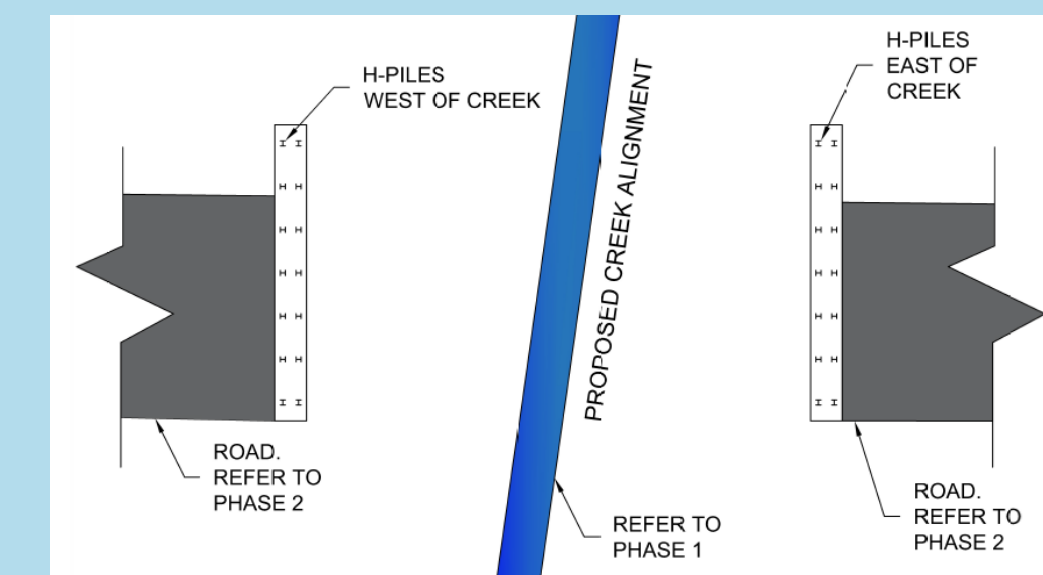 H-PILES
WEST OF CREEK
PROPOSED CREEK ALIGNMENT
H-PILES
EAST OF
CREEK
ROAD.
REFER TO
PHASE 2
REFER TO
PHASE 1
ROAD.
REFER TO
PHASE 2